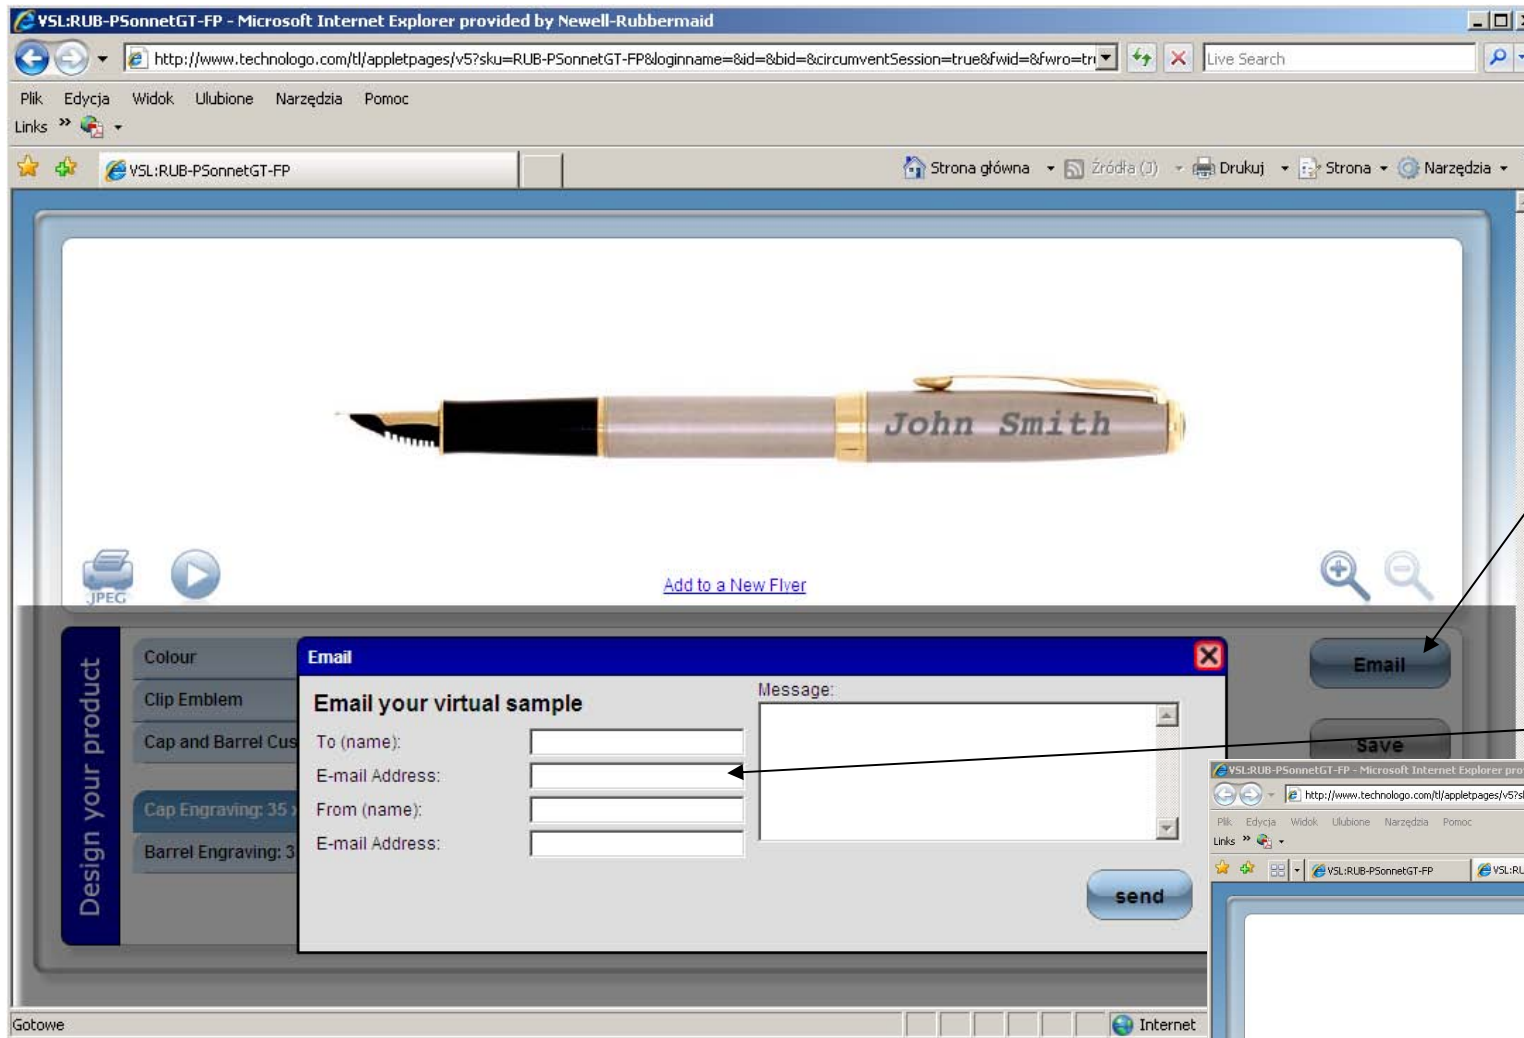 VSL:RUB-PSonnetGT-FP - Microsoft Internet Explorer provided by Newell-Rubbermaid
http://www.technologo.com/tl/appletpages/v5?sku=RUB-PSonnetGT-FP&loginname=&id=&bid=&circumventSession=true&fwid=&fwro=tr
Live Search
Plik Edycja Widok Ulubione Narzędzia Pomoc
Links »
VSL:RUB-PSonnetGT-FP
Strona główna Źródła (J) Drukuj Strona Narzędzia
John Smith
JPEG
Add to a New Flyer
Design your product
Colour
Clip Emblem
Cap and Barrel Cus
Cap Engraving: 35 x
Barrel Engraving: 3
Email
Email your virtual sample
To (name):
E-mail Address:
From (name):
E-mail Address:
Message:
send
Email
Save
VSL:RUB-PSonnetGT-FP - Microsoft Internet Explorer pro
http://www.technologo.com/tl/appletpages/v5?s
Plik Edycja Widok Ulubione Narzędzia Pomoc
Links »
VSL:RUB-PSonnetGT-FP
VSL:RU
Gotowe
Internet